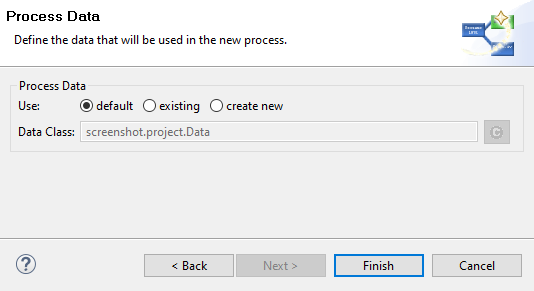 Process Data
Define the data that will be used in the new process.
Process Data
Use: default existing create new
Data Class: screenshot.project.Data
< Back Next > Finish Cancel